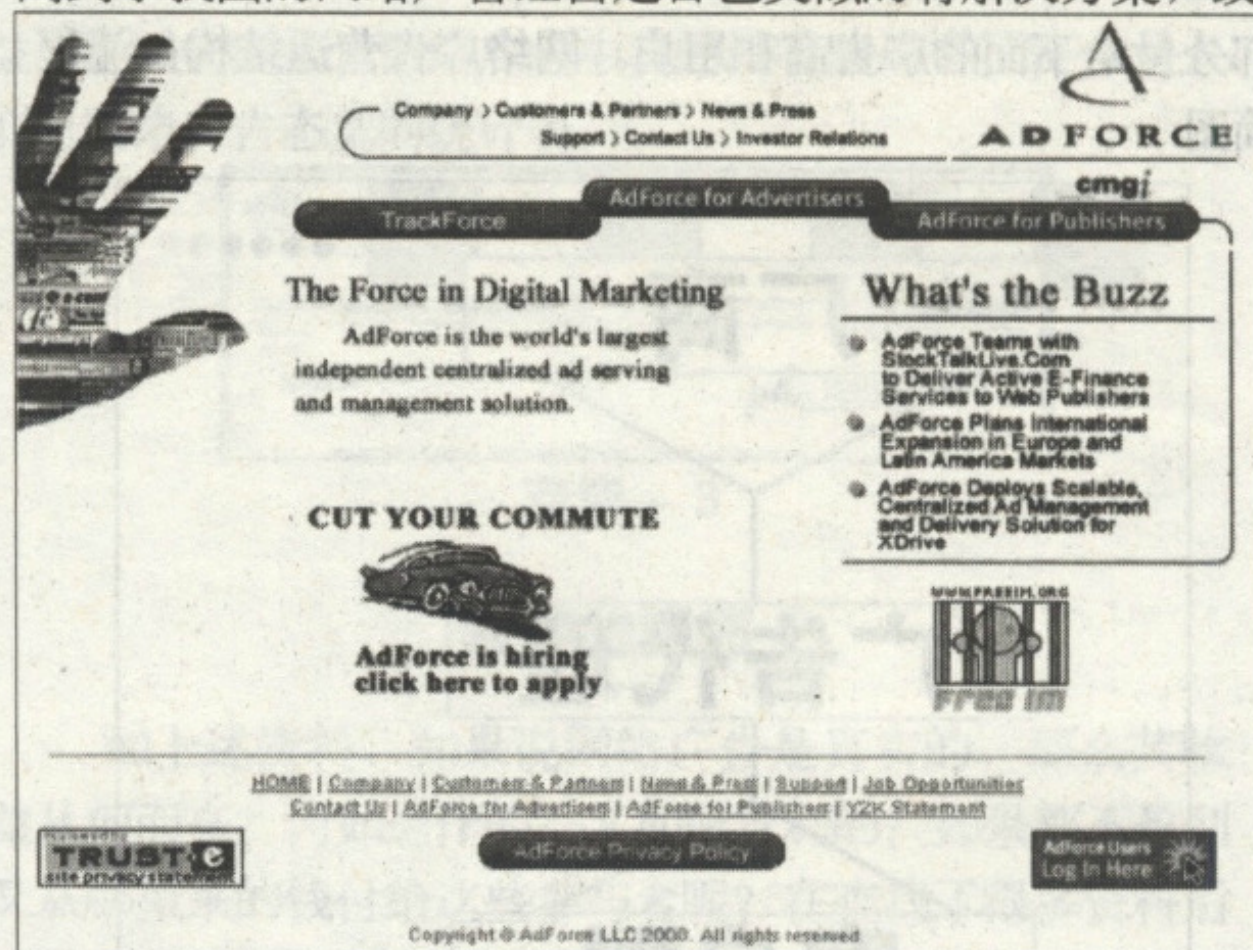 Company > Customers & Partners > News & Press
Support > Contact Us > Investor Relations
ADFORCE
cmgi
TrackForce
AdForce for Advertisers
AdForce for Publishers
The Force in Digital Marketing
AdForce is the world's largest
independent centralized ad serving
and management solution.
CUT YOUR COMMUTE
AdForce is hiring
click here to apply
What's the Buzz
AdForce Teams with
StockTalkLive.Com
to Deliver Active E-Finance
Services to Web Publishers
AdForce Plans International
Expansion in Europe and
Latin America Markets
AdForce Deploys Scalable,
Centralized Ad Management
and Delivery Solution for
XDrive
WWW.FREEIM.ORG
Free IM
HOME | Company | Customers & Partners | News & Press | Support | Job Opportunities
Contact Us | AdForce for Advertisers | AdForce for Publishers | Y2K Statement
TRUSTe
site privacy statement
AdForce Privacy Policy
AdForce Users
Log In Here
Copyright © AdForce LLC 2000. All rights reserved